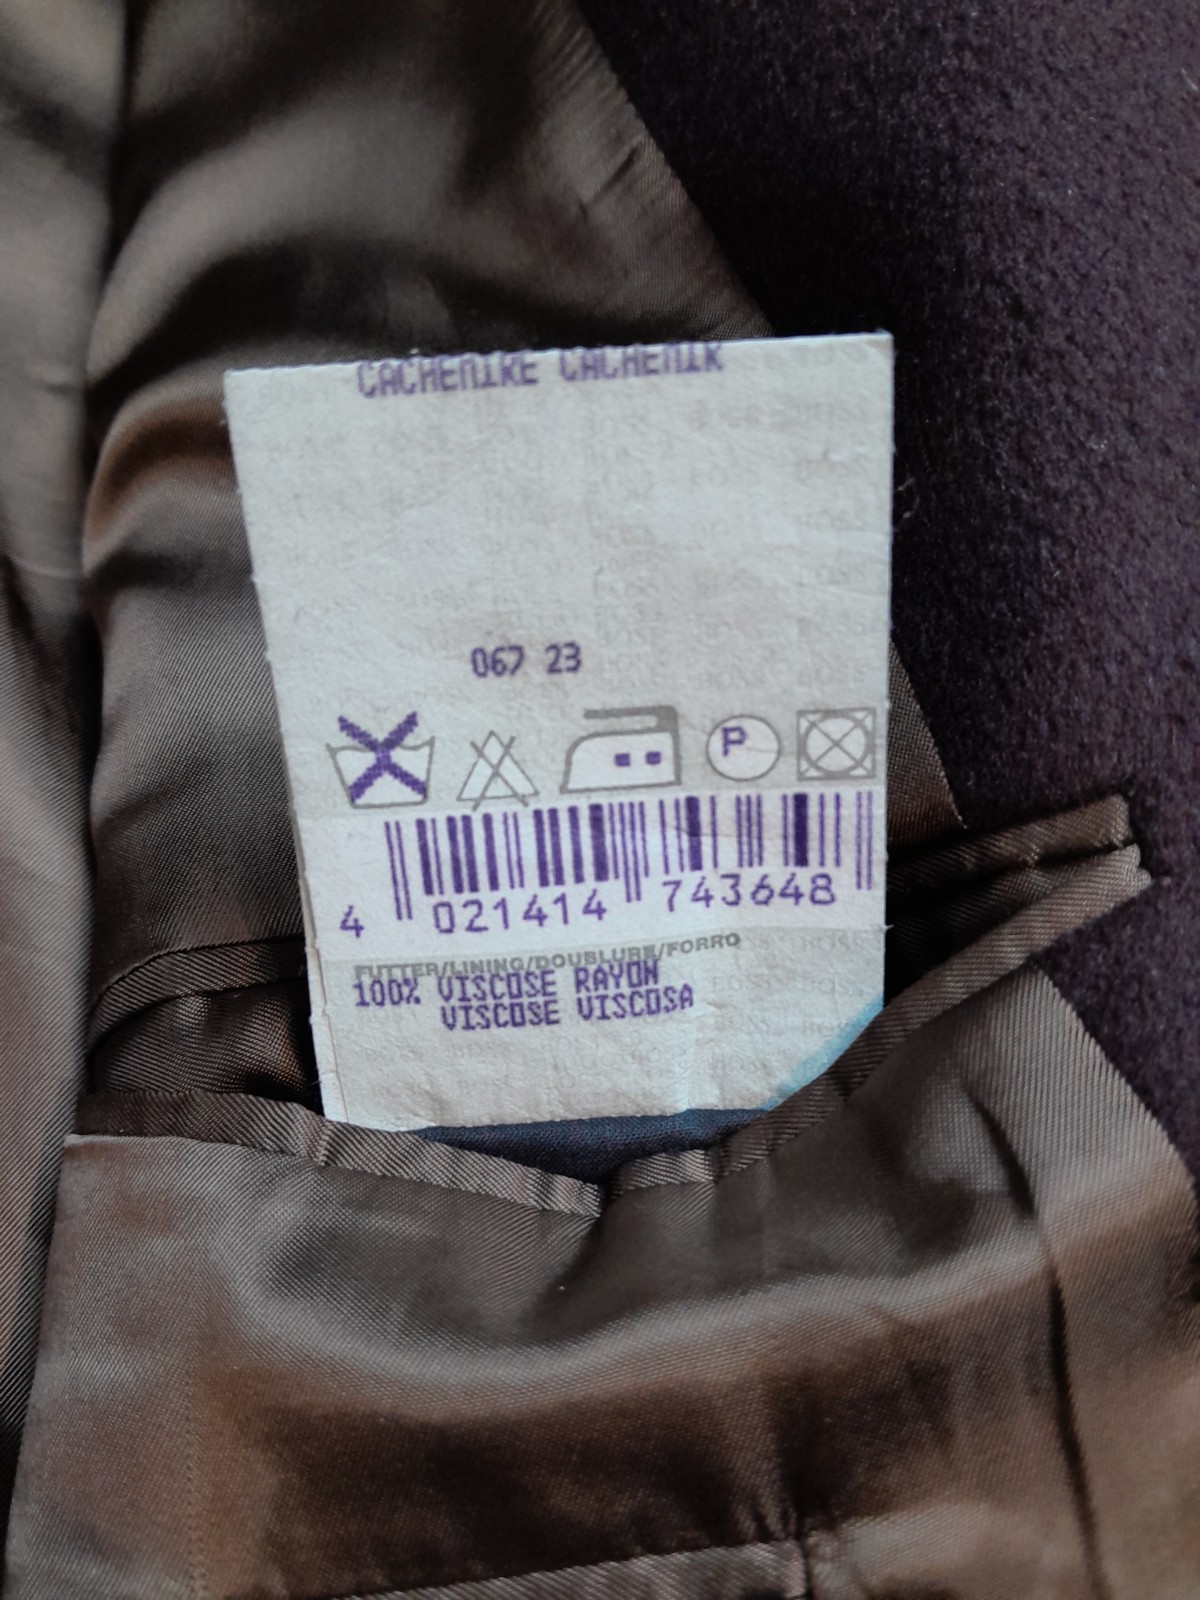 CACHEMIRE CACHEMIR
067 23
P
4 021414 743648
FUTTER/LINING/DOUBLURE/FORRO
100% VISCOSE RAYON
VISCOSE VISCOSA